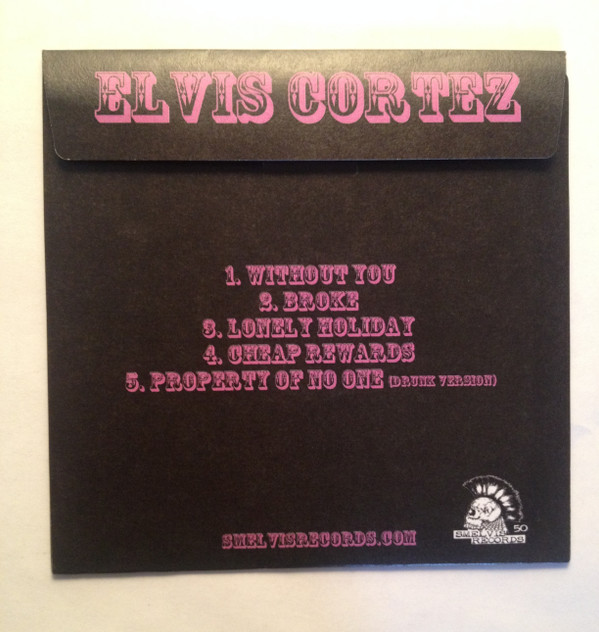 ELVIS CORTEZ
1. WITHOUT YOU
2. BROKE
3. LONELY HOLIDAY
4. CHEAP REWARDS
5. PROPERTY OF NO ONE (DRUNK VERSION)
50
SMELVIS
RECORDS
SMELVISRECORDS.COM